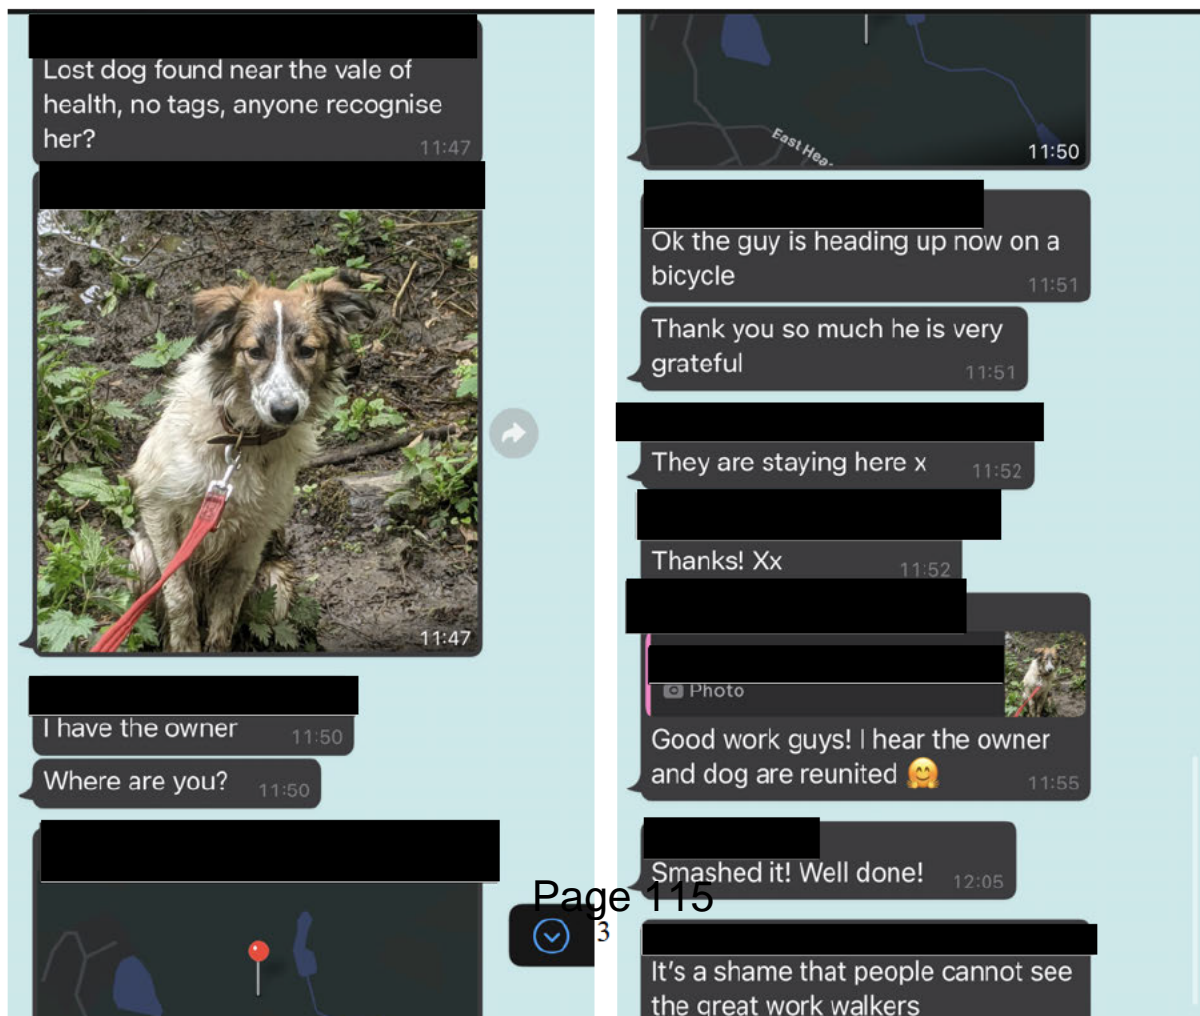 Lost dog found near the vale of
health, no tags, anyone recognise
her?
11:47
11:47
I have the owner
11:50
Where are you?
11:50
East Hea
11:50
Ok the guy is heading up now on a
bicycle
11:51
Thank you so much he is very
grateful
11:51
They are staying here x
11:52
Thanks! Xx
11:52
Photo
Good work guys! I hear the owner
and dog are reunited 🤗
11:55
Smashed it! Well done!
12:05
It's a shame that people cannot see
the great work walkers
Page 115
3